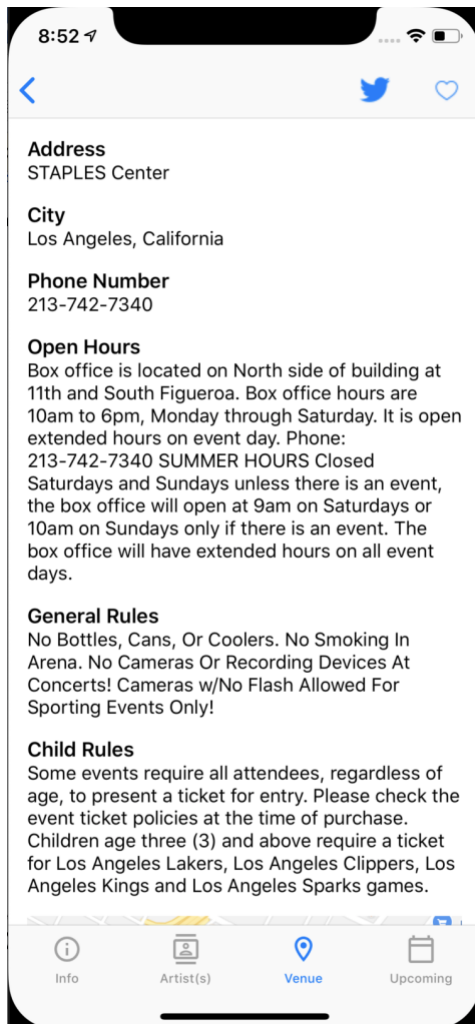 8:52
Address
STAPLES Center
City
Los Angeles, California
Phone Number
213-742-7340
Open Hours
Box office is located on North side of building at
11th and South Figueroa. Box office hours are
10am to 6pm, Monday through Saturday. It is open
extended hours on event day. Phone:
213-742-7340 SUMMER HOURS Closed
Saturdays and Sundays unless there is an event,
the box office will open at 9am on Saturdays or
10am on Sundays only if there is an event. The
box office will have extended hours on all event
days.
General Rules
No Bottles, Cans, Or Coolers. No Smoking In
Arena. No Cameras Or Recording Devices At
Concerts! Cameras w/No Flash Allowed For
Sporting Events Only!
Child Rules
Some events require all attendees, regardless of
age, to present a ticket for entry. Please check the
event ticket policies at the time of purchase.
Children age three (3) and above require a ticket
for Los Angeles Lakers, Los Angeles Clippers, Los
Angeles Kings and Los Angeles Sparks games.
Info Artist(s) Venue Upcoming